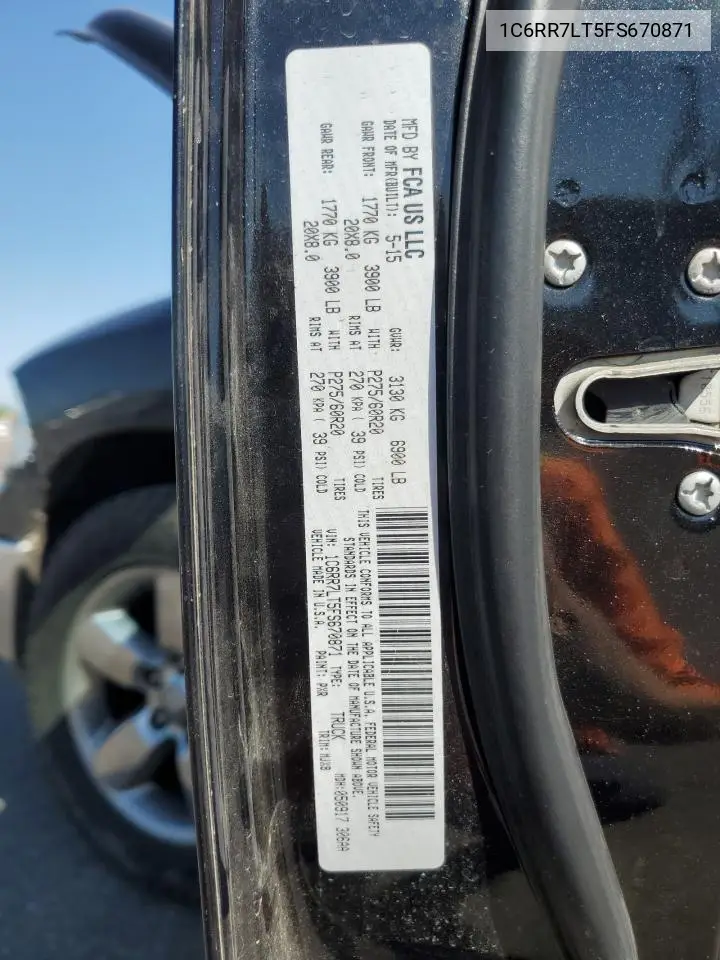 1C6RR7LT5FS670871
MFD BY FCA US LLC
DATE OF MFR(BUILT): 5-15 GVWR: 3130 KG 6900 LB
GAWR FRONT: 1770 KG 3900 LB WITH P275/60R20 TIRES
20X8.0 RIMS AT 270 KPA ( 39 PSI) COLD
GAWR REAR: 1770 KG 3900 LB WITH P275/60R20 TIRES
20X8.0 RIMS AT 270 KPA ( 39 PSI) COLD
THIS VEHICLE CONFORMS TO ALL APPLICABLE U.S.A. FEDERAL MOTOR VEHICLE SAFETY
STANDARDS IN EFFECT ON THE DATE OF MANUFACTURE SHOWN ABOVE.
VIN: 1C6RR7LT5FS670871 TYPE: TRUCK MDH:050917 306AA
VEHICLE MADE IN U.S.A. PAINT: PXR TRIM: